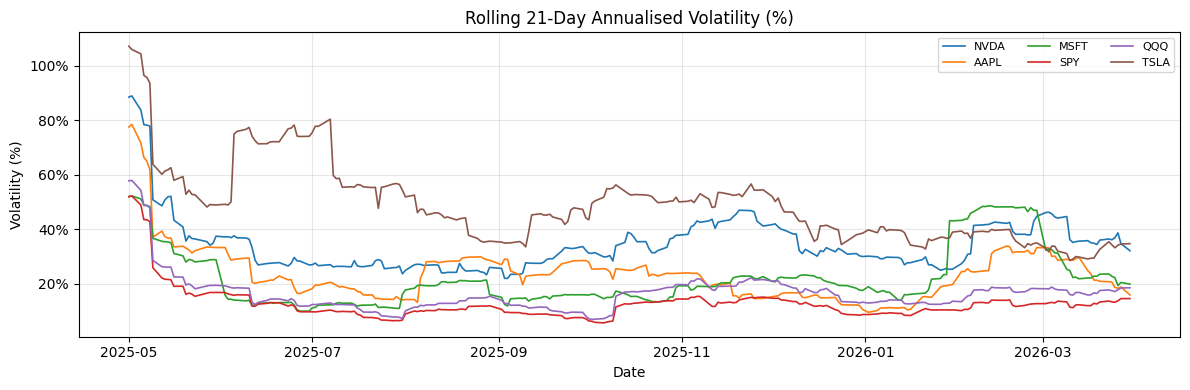 Rolling 21-Day Annualised Volatility (%)
NVDA MSFT QQQ
AAPL SPY TSLA
100%
80%
60%
40%
20%
Volatility (%)
2025-05 2025-07 2025-09 2025-11 2026-01 2026-03
Date